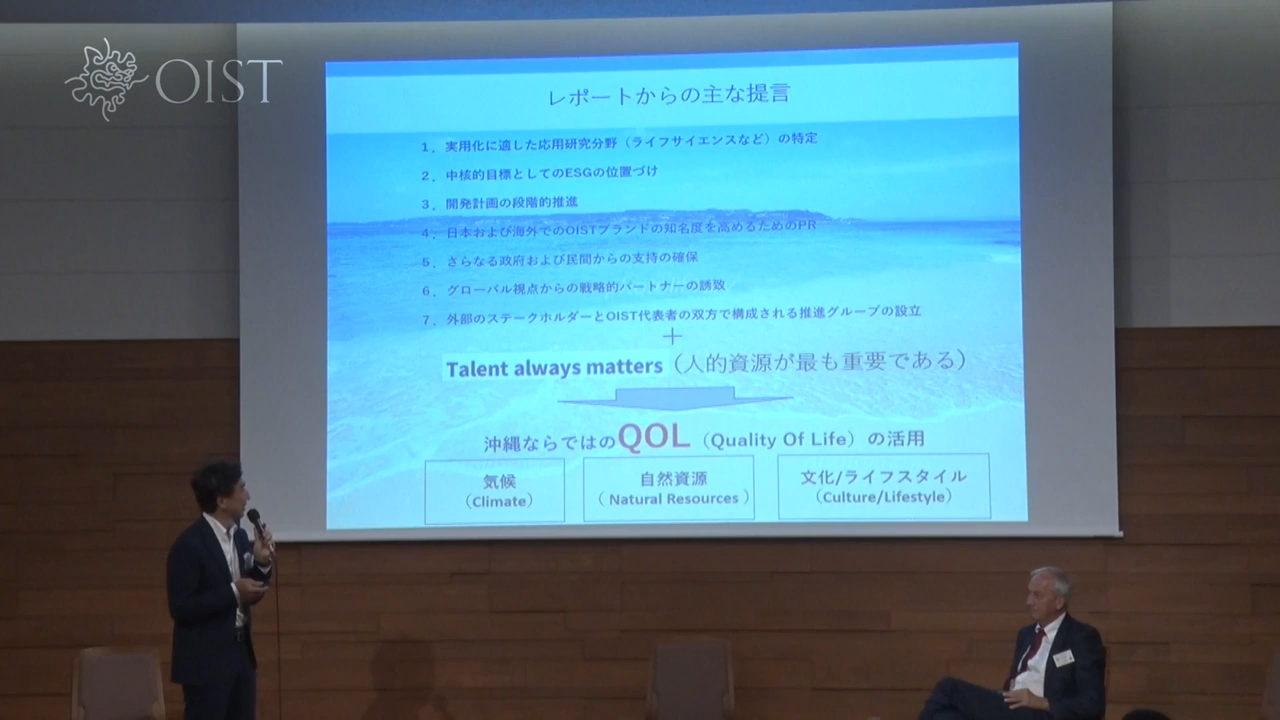 OIST
レポートからの主な提言
1．実用化に適した応用研究分野（ライフサイエンスなど）の特定
2．中核的目標としてのESGの位置づけ
3．開発計画の段階的推進
4．日本および海外でのOISTブランドの知名度を高めるためのPR
5．さらなる政府および民間からの支持の確保
6．グローバル視点からの戦略的パートナーの誘致
7．外部のステークホルダーとOIST代表者の双方で構成される推進グループの設立
＋
Talent always matters（人的資源が最も重要である）
沖縄ならではのQOL（Quality Of Life）の活用
気候
（Climate）
自然資源
（ Natural Resources ）
文化/ライフスタイル
（Culture/Lifestyle）